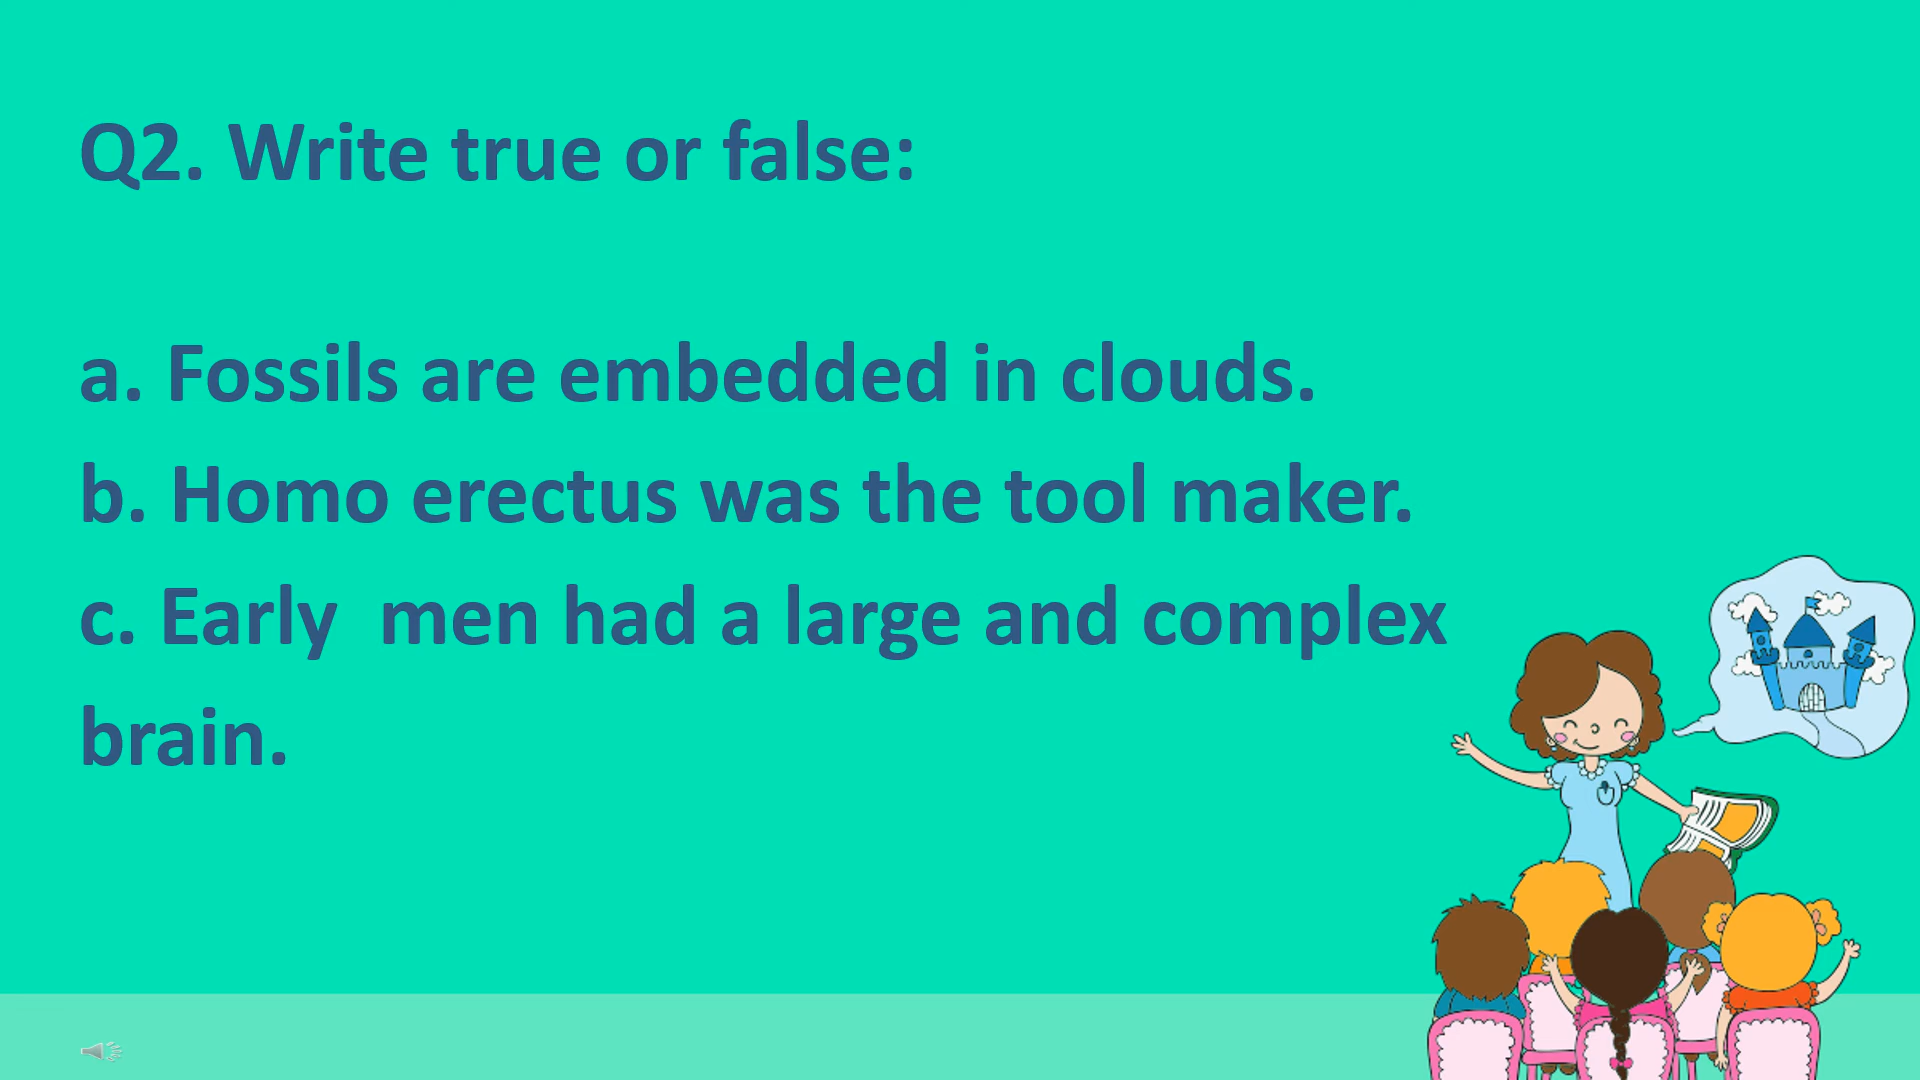 Q2. Write true or false:
a. Fossils are embedded in clouds.
b. Homo erectus was the tool maker.
c. Early  men had a large and complex
brain.